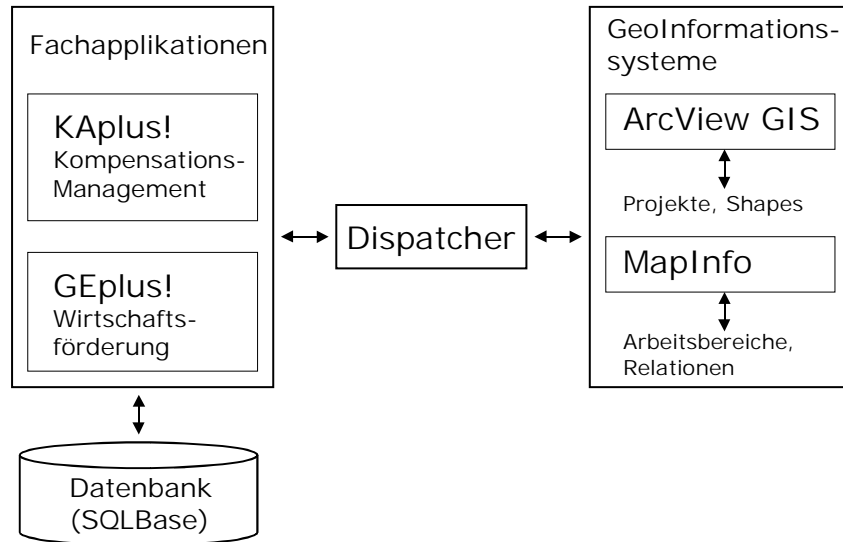 Fachapplikationen
KAplus!
Kompensations-
Management
GEplus!
Wirtschafts-
förderung
Datenbank
(SQLBase)
Dispatcher
GeoInformations-
systeme
ArcView GIS
Projekte, Shapes
MapInfo
Arbeitsbereiche,
Relationen